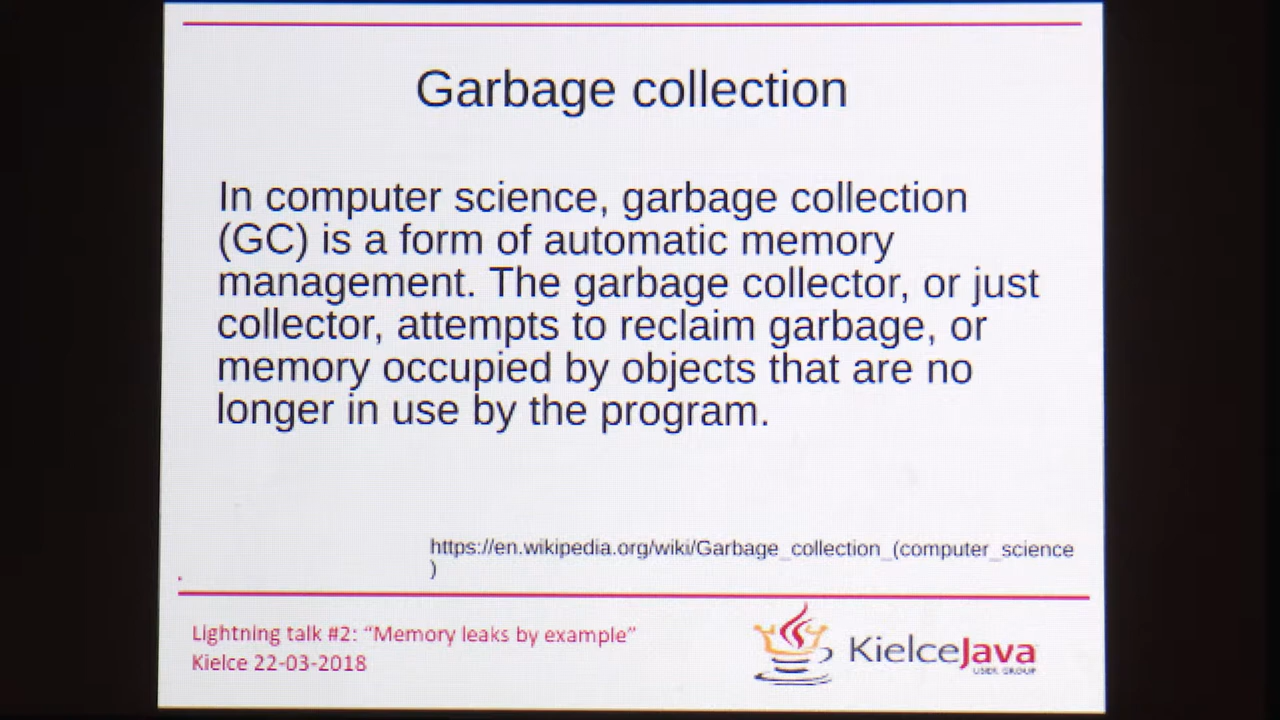 Garbage collection
In computer science, garbage collection
(GC) is a form of automatic memory
management. The garbage collector, or just
collector, attempts to reclaim garbage, or
memory occupied by objects that are no
longer in use by the program.
https://en.wikipedia.org/wiki/Garbage_collection_(computer_science
)
Lightning talk #2: “Memory leaks by example”
Kielce 22-03-2018
KielceJava
USER GROUP